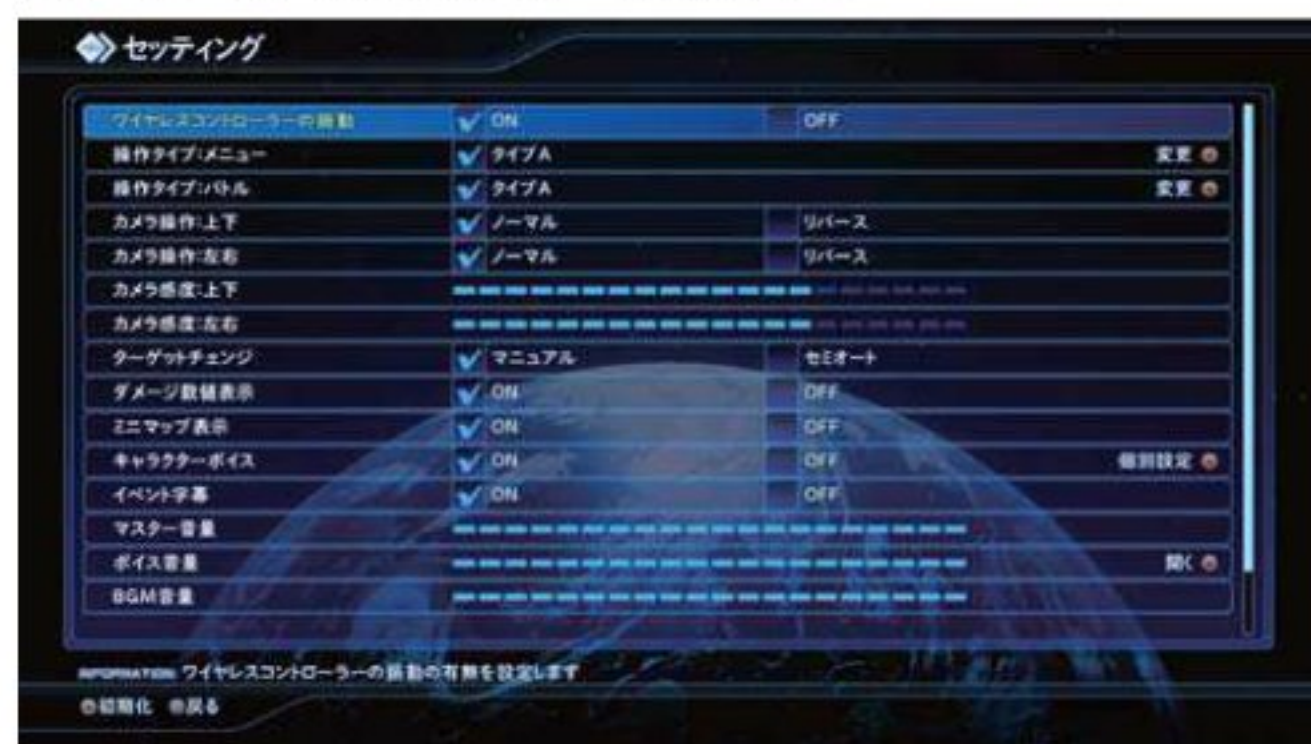 セッティング
ワイヤレスコントローラーの振動 ON OFF
操作タイプ:メニュー タイプA 変更
操作タイプ:バトル タイプA 変更
カメラ操作:上下 ノーマル リバース
カメラ操作:左右 ノーマル リバース
カメラ感度:上下
カメラ感度:左右
ターゲットチェンジ マニュアル セミオート
ダメージ数値表示 ON OFF
ミニマップ表示 ON OFF
キャラクターボイス ON OFF 個別設定
イベント字幕 ON OFF
マスター音量
ボイス音量 聞く
BGM音量
INFORMATION ワイヤレスコントローラーの振動の有無を設定します
初期化 戻る